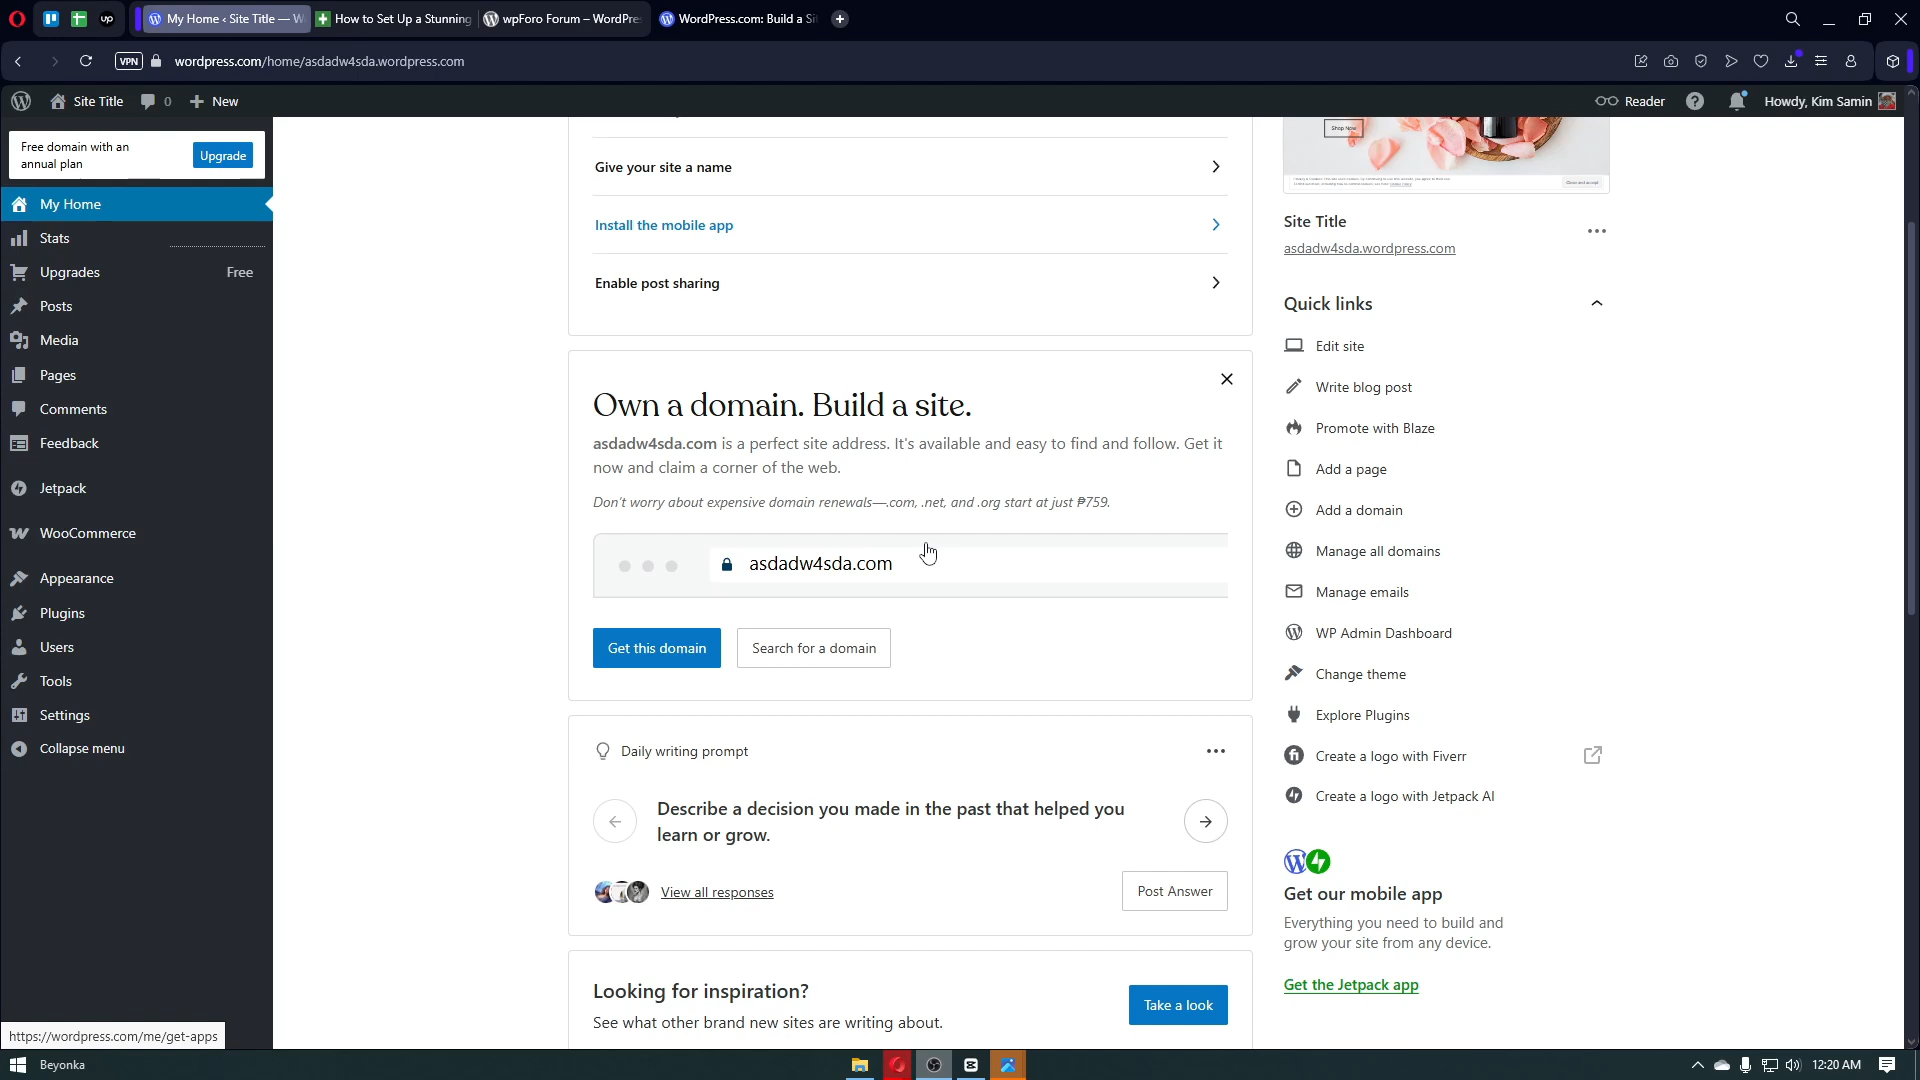 My Home ‹ Site Title — W
How to Set Up a Stunning
wpForo Forum – WordPre
WordPress.com: Build a Si
VPN
wordpress.com/home/asdadw4sda.wordpress.com
Site Title
0
New
Reader
Howdy, Kim Samin
Free domain with an
annual plan
Upgrade
My Home
Stats
Upgrades
Free
Posts
Media
Pages
Comments
Feedback
Jetpack
WooCommerce
Appearance
Plugins
Users
Tools
Settings
Collapse menu
https://wordpress.com/me/get-apps
Give your site a name
Install the mobile app
Enable post sharing
Own a domain. Build a site.
asdadw4sda.com is a perfect site address. It's available and easy to find and follow. Get it
now and claim a corner of the web.
Don't worry about expensive domain renewals—.com, .net, and .org start at just ₱759.
asdadw4sda.com
Get this domain
Search for a domain
Daily writing prompt
Describe a decision you made in the past that helped you
learn or grow.
View all responses
Post Answer
Looking for inspiration?
See what other brand new sites are writing about.
Take a look
Shop Now
Site Title
asdadw4sda.wordpress.com
Quick links
Edit site
Write blog post
Promote with Blaze
Add a page
Add a domain
Manage all domains
Manage emails
WP Admin Dashboard
Change theme
Explore Plugins
Create a logo with Fiverr
Create a logo with Jetpack AI
Get our mobile app
Everything you need to build and
grow your site from any device.
Get the Jetpack app
Beyonka
12:20 AM